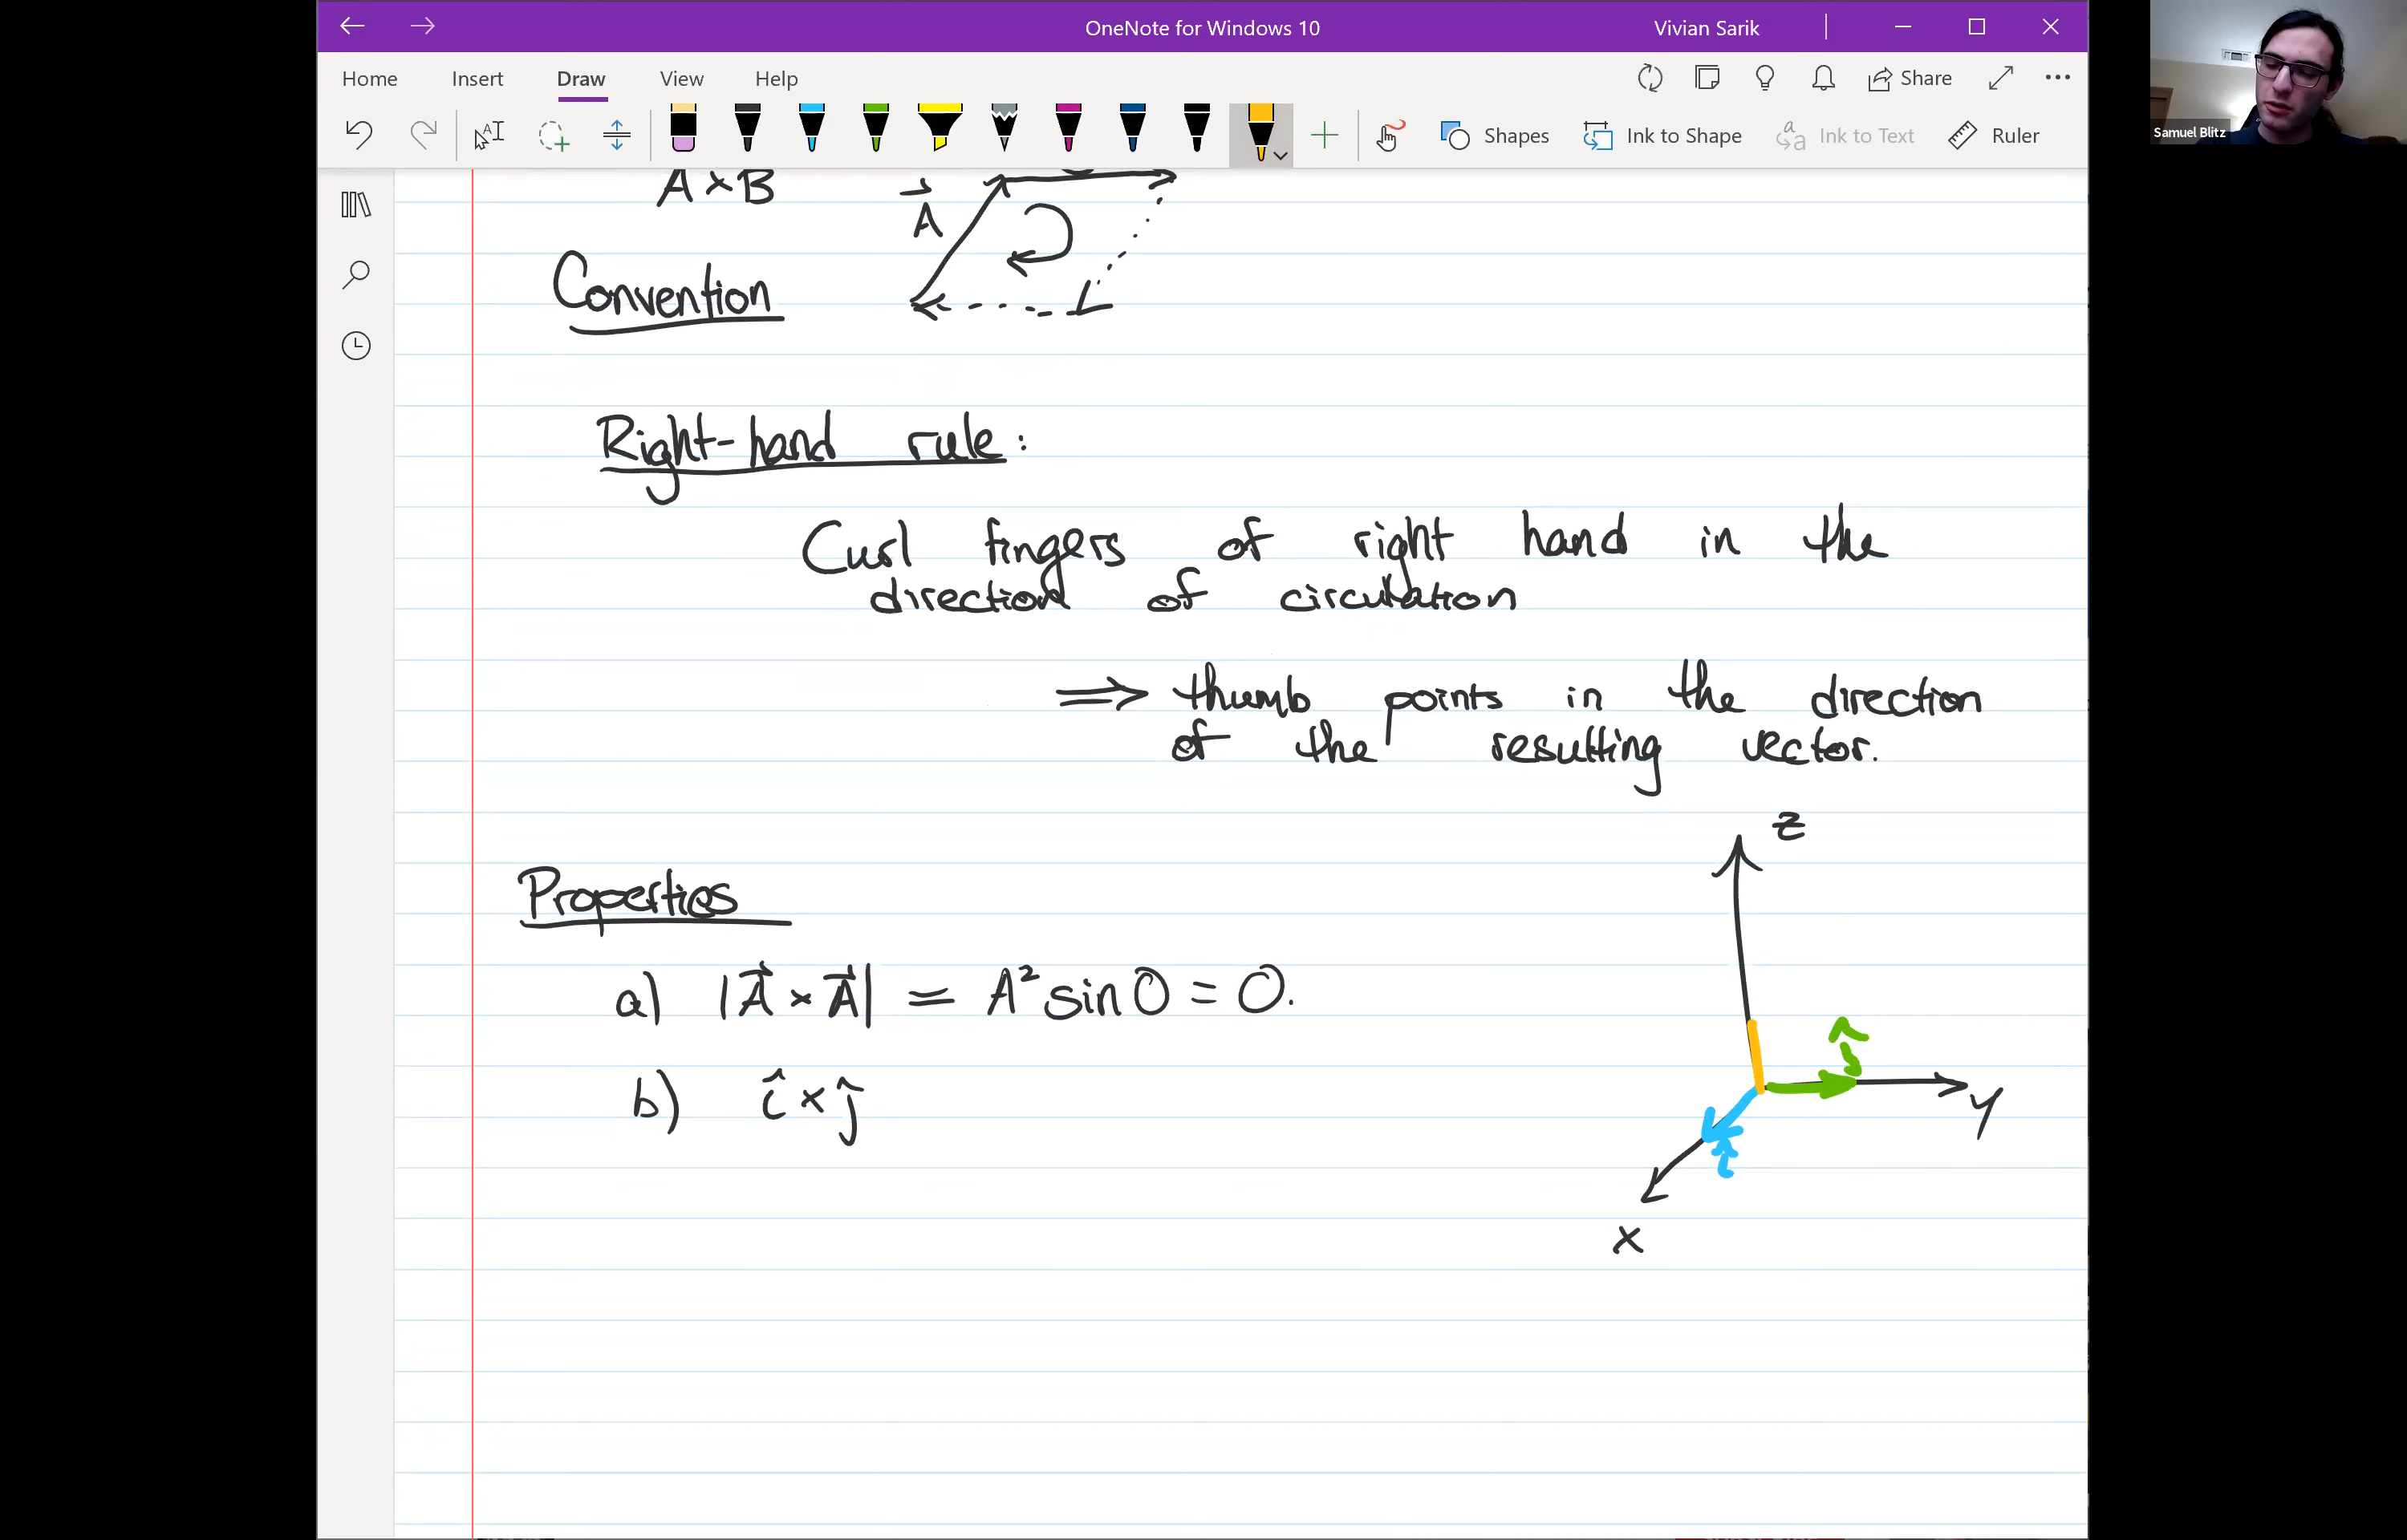 OneNote for Windows 10
Vivian Sarik
Samuel Blitz
Home Insert Draw View Help
Share
Shapes Ink to Shape Ink to Text Ruler
A×B
A⃗
Convention
Right-hand rule:
Curl fingers of right hand in the
direction of circulation
⟹ thumb points in the direction
of the resulting vector.
Properties
a) |A⃗ × A⃗| = A² sin 0 = 0.
b) î × ĵ
z
ĵ
y
î
x